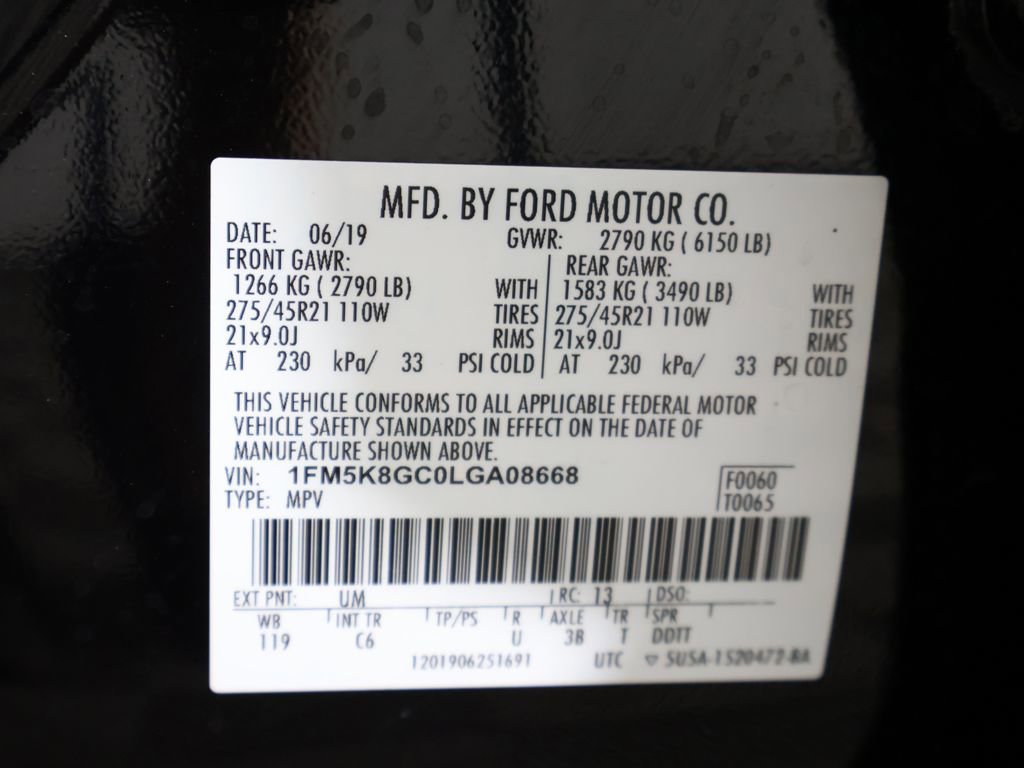 MFD. BY FORD MOTOR CO.
DATE: 06/19 GVWR: 2790 KG ( 6150 LB)
FRONT GAWR: REAR GAWR:
1266 KG ( 2790 LB) WITH 1583 KG ( 3490 LB) WITH
275/45R21 110W TIRES 275/45R21 110W TIRES
21x9.0J RIMS 21x9.0J RIMS
AT 230 kPa/ 33 PSI COLD AT 230 kPa/ 33 PSI COLD
THIS VEHICLE CONFORMS TO ALL APPLICABLE FEDERAL MOTOR
VEHICLE SAFETY STANDARDS IN EFFECT ON THE DATE OF
MANUFACTURE SHOWN ABOVE.
VIN: 1FM5K8GC0LGA08668 F0060
TYPE: MPV T0065
EXT PNT: UM RC: 13 DSO:
WB INT TR TP/PS R AXLE TR SPR
119 C6 U 3B T DDTT
1201906251691 UTC ▽ 5USA-1520472-BA